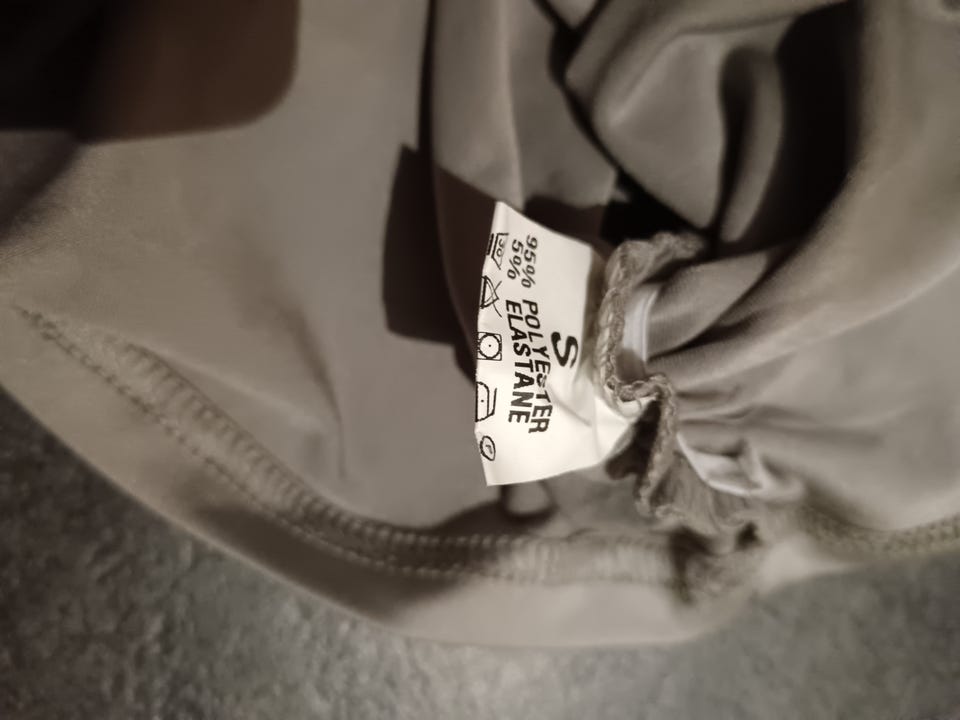 S
95% POLYESTER
5% ELASTANE
30
P